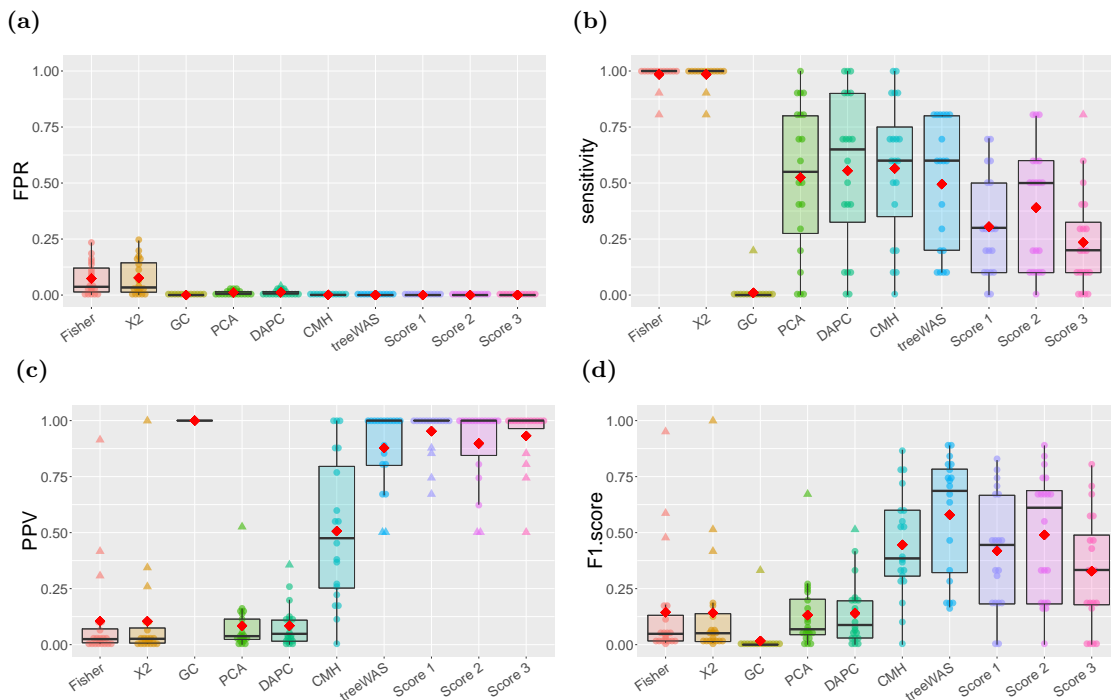 (a)
FPR
1.00
0.75
0.50
0.25
0.00
Fisher
X2
GC
PCA
DAPC
CMH
treeWAS
Score 1
Score 2
Score 3
(b)
sensitivity
1.00
0.75
0.50
0.25
0.00
Fisher
X2
GC
PCA
DAPC
CMH
treeWAS
Score 1
Score 2
Score 3
(c)
PPV
1.00
0.75
0.50
0.25
0.00
Fisher
X2
GC
PCA
DAPC
CMH
treeWAS
Score 1
Score 2
Score 3
(d)
F1.score
1.00
0.75
0.50
0.25
0.00
Fisher
X2
GC
PCA
DAPC
CMH
treeWAS
Score 1
Score 2
Score 3